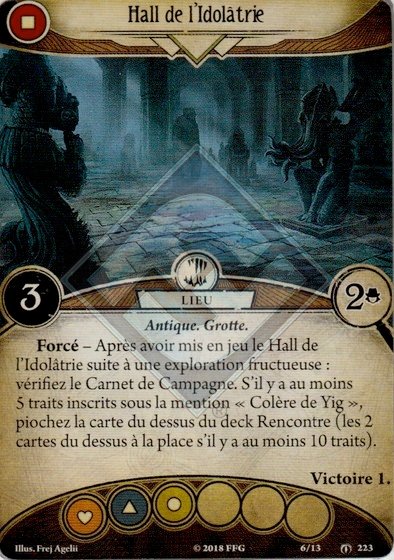 Hall de l'Idolâtrie
3
LIEU
2
Antique. Grotte.
Forcé – Après avoir mis en jeu le Hall de
l'Idolâtrie suite à une exploration fructueuse :
vérifiez le Carnet de Campagne. S'il y a au moins
5 traits inscrits sous la mention « Colère de Yig »,
piochez la carte du dessus du deck Rencontre (les 2
cartes du dessus à la place s'il y a au moins 10 traits).
Victoire 1.
Illus. Frej Agelii © 2018 FFG 6/13 223